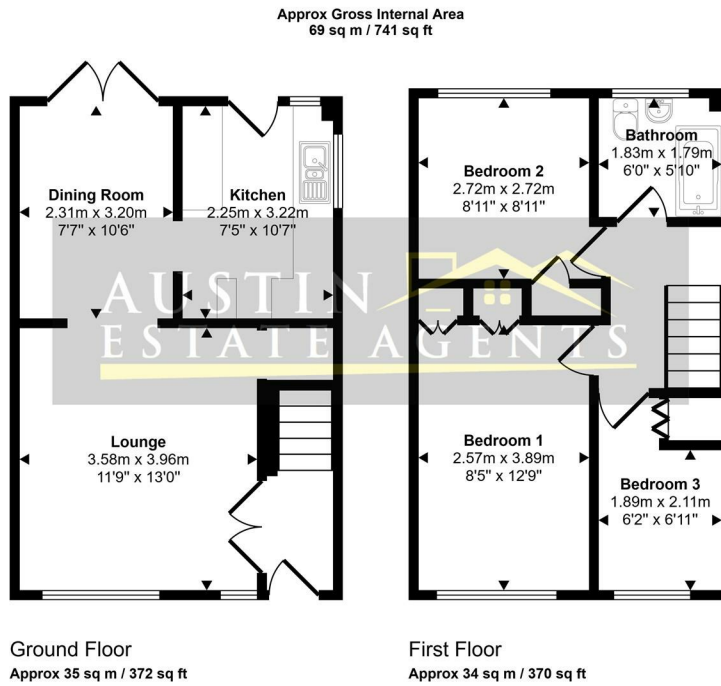 Approx Gross Internal Area
69 sq m / 741 sq ft
Dining Room
2.31m x 3.20m
7'7" x 10'6"
Kitchen
2.25m x 3.22m
7'5" x 10'7"
Lounge
3.58m x 3.96m
11'9" x 13'0"
Bedroom 2
2.72m x 2.72m
8'11" x 8'11"
Bathroom
1.83m x 1.79m
6'0" x 5'10"
Bedroom 1
2.57m x 3.89m
8'5" x 12'9"
Bedroom 3
1.89m x 2.11m
6'2" x 6'11"
AUSTIN
ESTATE AGENTS
Ground Floor
Approx 35 sq m / 372 sq ft
First Floor
Approx 34 sq m / 370 sq ft